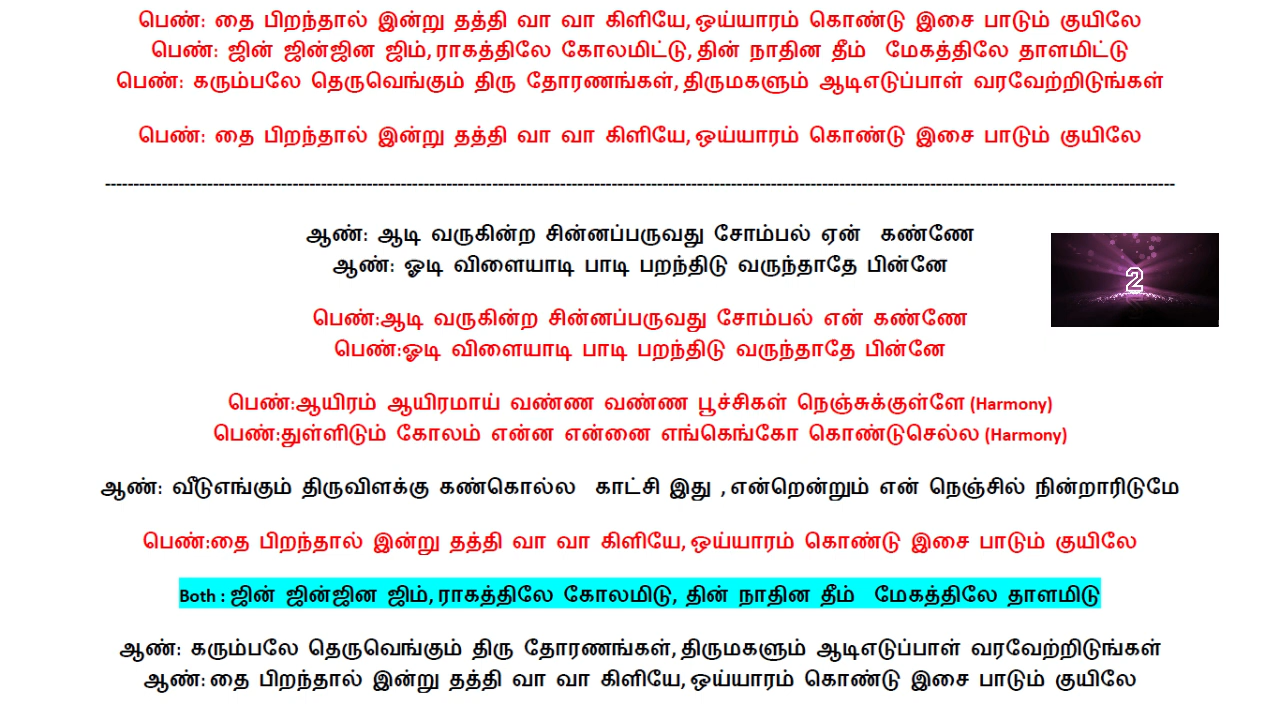 பெண்: தை பிறந்தால் இன்று தத்தி வா வா கிளியே, ஒய்யாரம் கொண்டு இசை பாடும் குயிலே
பெண்: ஜின் ஜின்ஜின ஜிம், ராகத்திலே கோலமிட்டு, தின் நாதின தீம் மேகத்திலே தாளமிட்டு
பெண்: கரும்பலே தெருவெங்கும் திரு தோரணங்கள், திருமகளும் ஆடிஎடுப்பாள் வரவேற்றிடுங்கள்
பெண்: தை பிறந்தால் இன்று தத்தி வா வா கிளியே, ஒய்யாரம் கொண்டு இசை பாடும் குயிலே
ஆண்: ஆடி வருகின்ற சின்னப்பருவது சோம்பல் ஏன் கண்ணே
ஆண்: ஓடி விளையாடி பாடி பறந்திடு வருந்தாதே பின்னே
2
பெண்:ஆடி வருகின்ற சின்னப்பருவது சோம்பல் என் கண்ணே
பெண்:ஓடி விளையாடி பாடி பறந்திடு வருந்தாதே பின்னே
பெண்:ஆயிரம் ஆயிரமாய் வண்ண வண்ண பூச்சிகள் நெஞ்சுக்குள்ளே (Harmony)
பெண்:துள்ளிடும் கோலம் என்ன என்னை எங்கெங்கோ கொண்டுசெல்ல (Harmony)
ஆண்: வீடுஎங்கும் திருவிளக்கு கண்கொல்ல காட்சி இது , என்றென்றும் என் நெஞ்சில் நின்றாரிடுமே
பெண்:தை பிறந்தால் இன்று தத்தி வா வா கிளியே, ஒய்யாரம் கொண்டு இசை பாடும் குயிலே
Both : ஜின் ஜின்ஜின ஜிம், ராகத்திலே கோலமிடு, தின் நாதின தீம் மேகத்திலே தாளமிடு
ஆண்: கரும்பலே தெருவெங்கும் திரு தோரணங்கள், திருமகளும் ஆடிஎடுப்பாள் வரவேற்றிடுங்கள்
ஆண்: தை பிறந்தால் இன்று தத்தி வா வா கிளியே, ஒய்யாரம் கொண்டு இசை பாடும் குயிலே